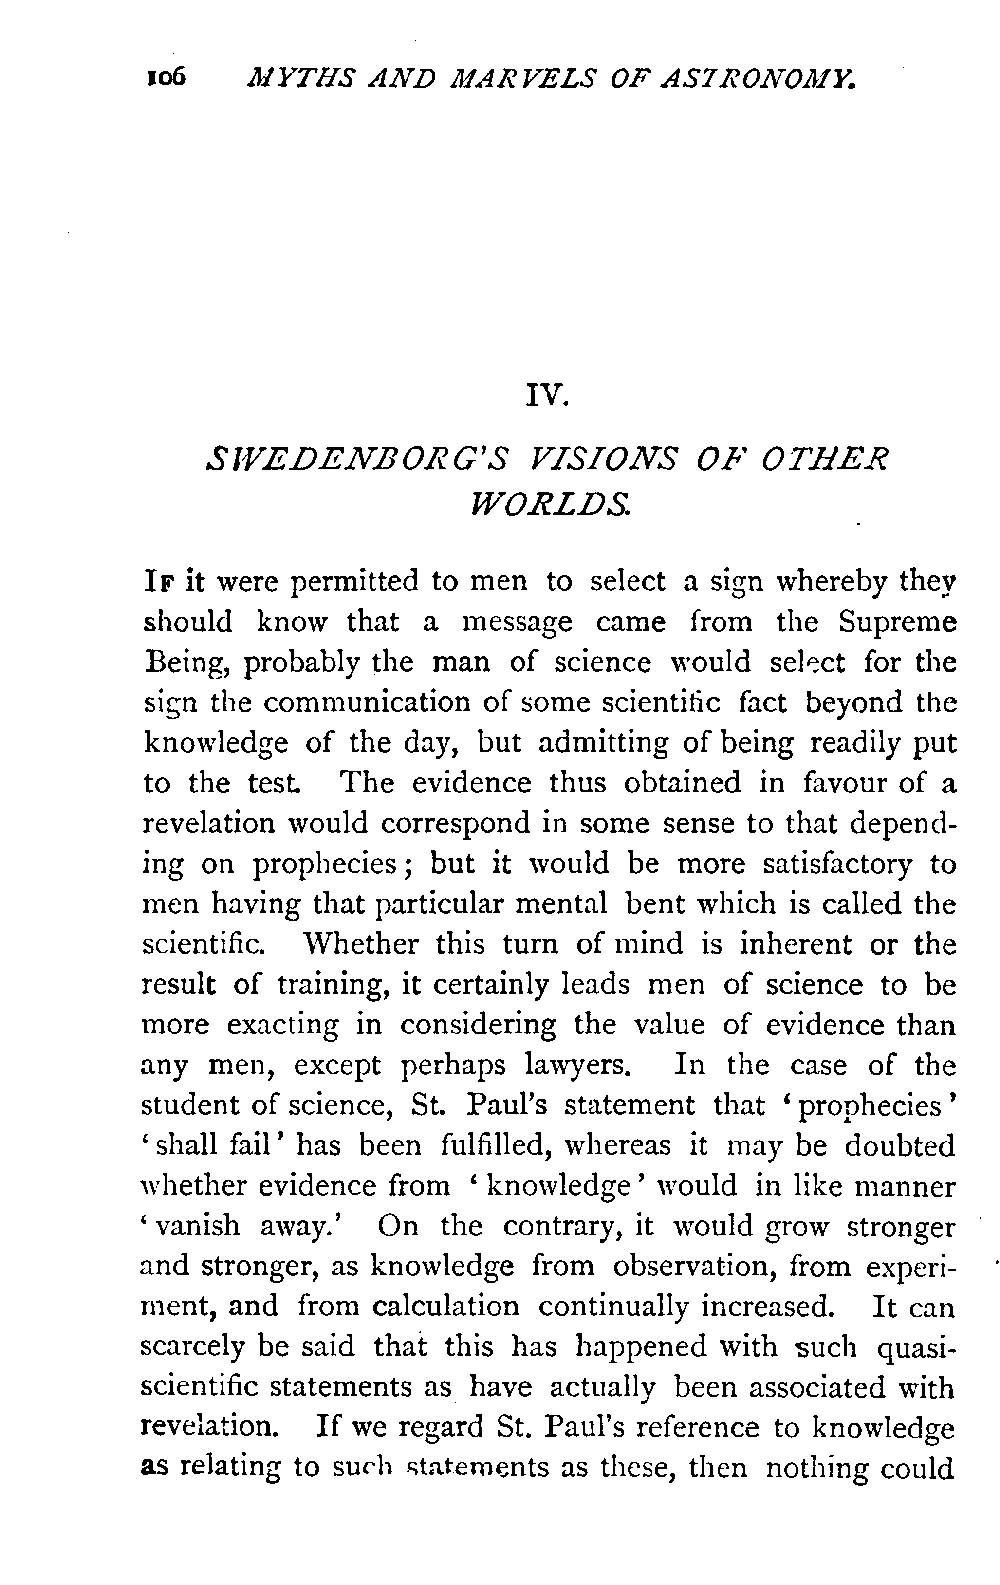 106 MYTHS AND MARVELS OF ASTRONOMY.
IV.
SWEDENBORG'S VISIONS OF OTHER
WORLDS.
IF it were permitted to men to select a sign whereby they
should know that a message came from the Supreme
Being, probably the man of science would select for the
sign the communication of some scientific fact beyond the
knowledge of the day, but admitting of being readily put
to the test. The evidence thus obtained in favour of a
revelation would correspond in some sense to that depend-
ing on prophecies; but it would be more satisfactory to
men having that particular mental bent which is called the
scientific. Whether this turn of mind is inherent or the
result of training, it certainly leads men of science to be
more exacting in considering the value of evidence than
any men, except perhaps lawyers. In the case of the
student of science, St. Paul's statement that ‘prophecies’
‘shall fail’ has been fulfilled, whereas it may be doubted
whether evidence from ‘knowledge’ would in like manner
‘vanish away.’ On the contrary, it would grow stronger
and stronger, as knowledge from observation, from experi-
ment, and from calculation continually increased. It can
scarcely be said that this has happened with such quasi-
scientific statements as have actually been associated with
revelation. If we regard St. Paul's reference to knowledge
as relating to such statements as these, then nothing could